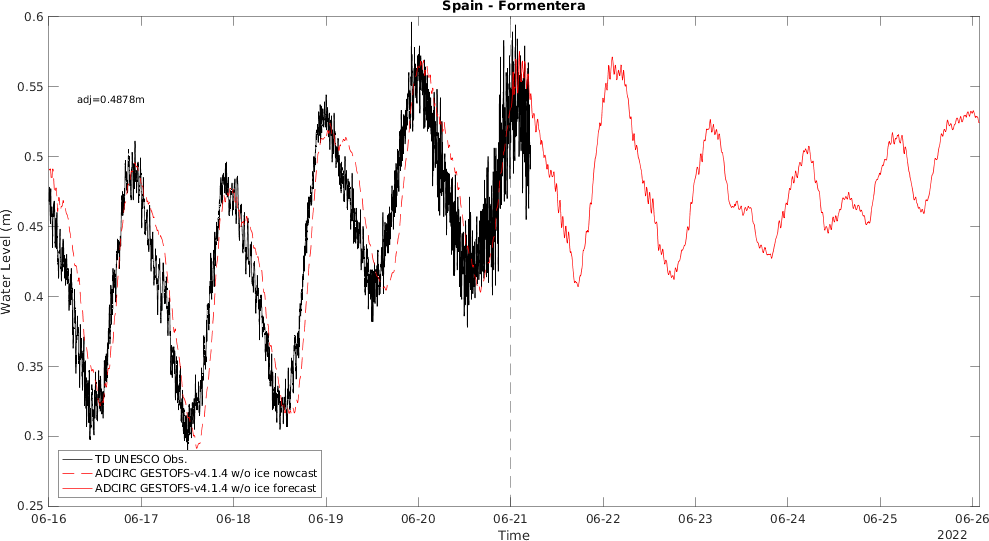 Spain - Formentera
0.6
0.55
adj=0.4878m
0.5
0.45
Water Level (m)
0.4
0.35
0.3
TD UNESCO Obs.
ADCIRC GESTOFS-v4.1.4 w/o ice nowcast
ADCIRC GESTOFS-v4.1.4 w/o ice forecast
0.25
06-16 06-17 06-18 06-19 06-20 06-21 06-22 06-23 06-24 06-25 06-26
Time
2022